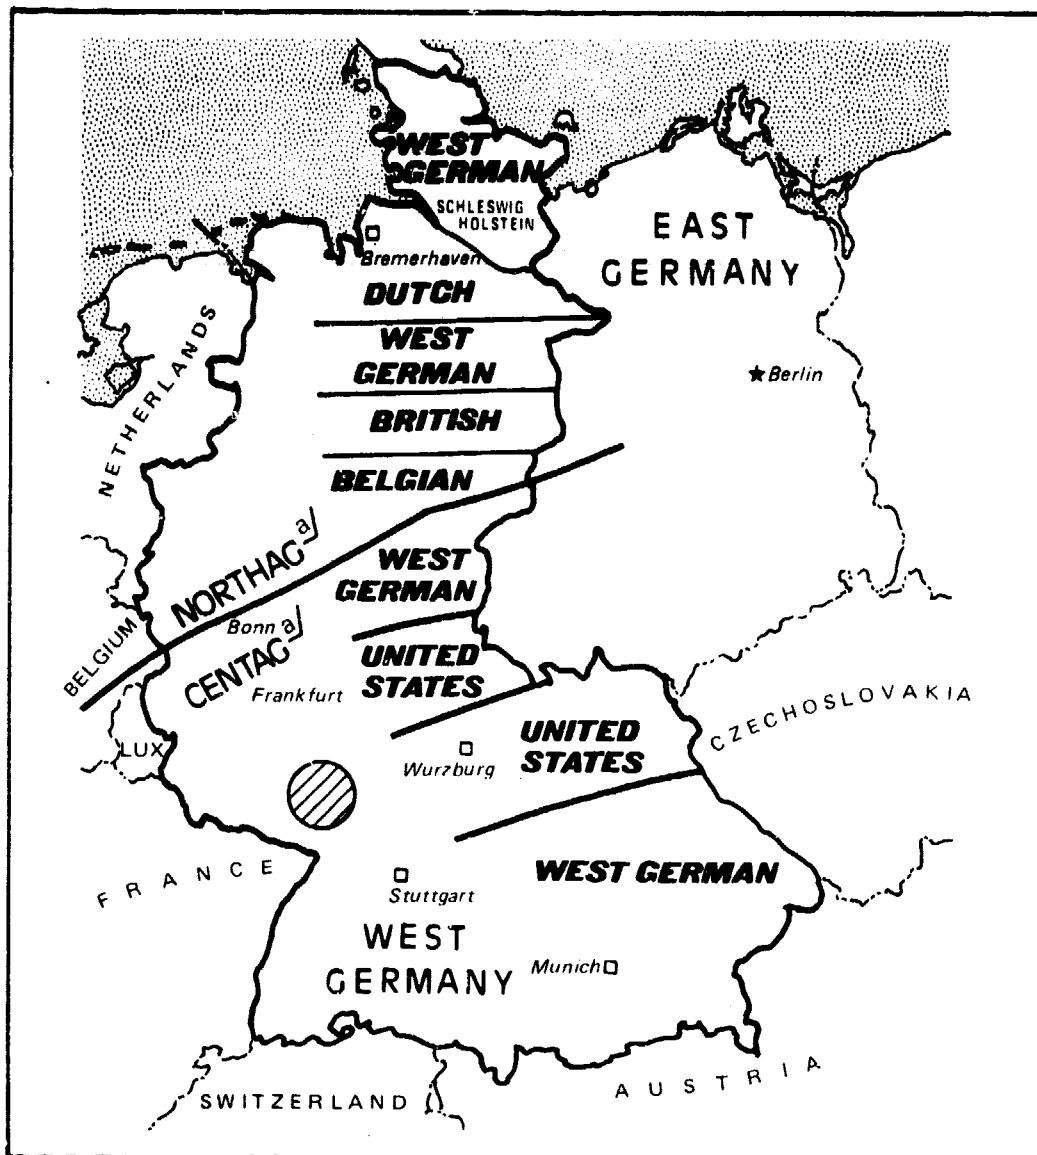 WEST
GERMAN
SCHLESWIG
HOLSTEIN
EAST
GERMANY
Bremerhaven
DUTCH
NETHERLANDS
WEST
GERMAN
Berlin
BRITISH
BELGIAN
NORTHAG a
WEST
GERMAN
BELGIUM
Bonn
CENTAG a
UNITED
STATES
Frankfurt
CZECHOSLOVAKIA
LUX
UNITED
STATES
Wurzburg
FRANCE
WEST GERMAN
Stuttgart
WEST
GERMANY
Munich
AUSTRIA
SWITZERLAND